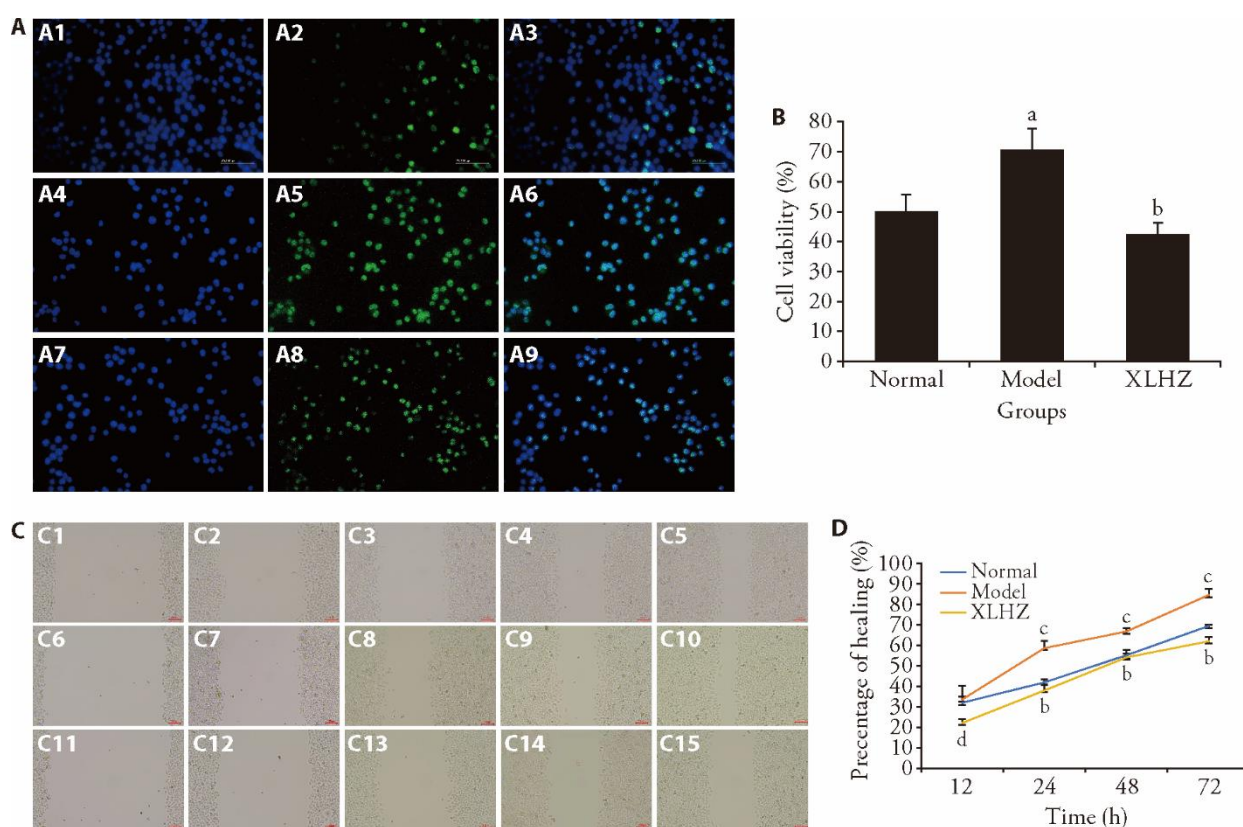 A
A1
A2
A3
A4
A5
A6
A7
A8
A9
B
Cell viability (%)
80
70
60
50
40
30
20
10
0
a
b
Normal
Model
XLHZ
Groups
C
C1
C2
C3
C4
C5
C6
C7
C8
C9
C10
C11
C12
C13
C14
C15
D
Precentage of healing (%)
100
90
80
70
60
50
40
30
20
10
0
Normal
Model
XLHZ
c
c
c
d
b
b
b
12
24
48
72
Time (h)